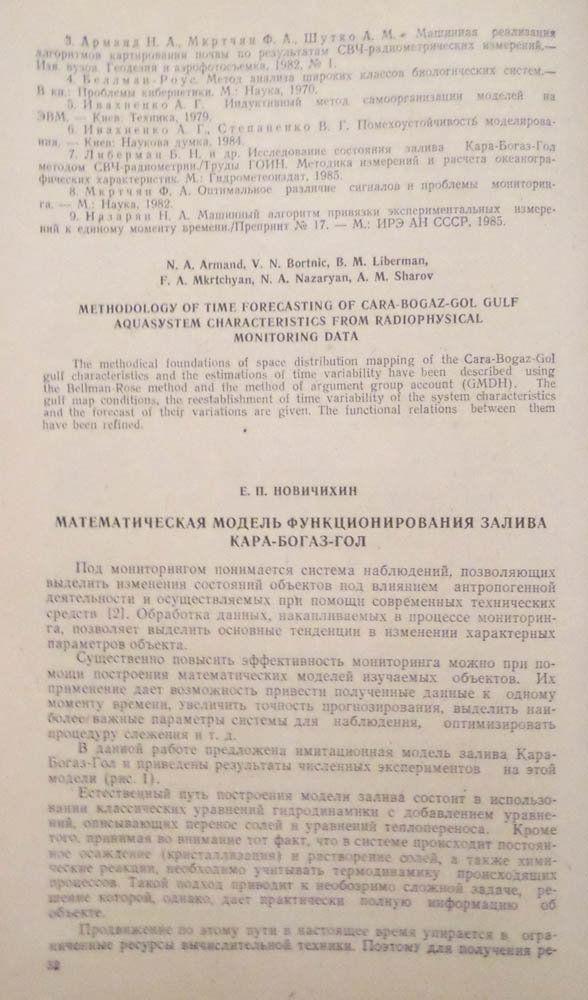 3. Арманд Н. А., Мкртчян Ф. А., Шутко А. М. Машинная реализация
алгоритмов картирования почвы по результатам СВЧ-радиометрических измерений.—
Изв. вузов. Геодезия и аэрофотосъемка, 1982, № 1.
4. Беллман-Роус. Метод анализа широких классов биологических систем.—
В кн.: Проблемы кибернетики. М.: Наука, 1970.
5. Ивахненко А. Г. Индуктивный метод самоорганизации моделей на
ЭВМ. — Киев: Техника, 1979.
6. Ивахненко А. Г., Степаненко В. Г. Помехоустойчивость моделирова-
ния. — Киев: Наукова думка, 1984.
7. Либерман Б. Н. и др. Исследование состояния залива Кара-Богаз-Гол
методом СВЧ-радиометрии./Труды ГОИН. Методика измерений и расчета океаногра-
фических характеристик. М.: Гидрометеоиздат, 1985.
8. Мкртчян Ф. А. Оптимальное различие сигналов и проблемы мониторин-
га. — М.: Наука, 1982.
9. Назарян Н. А. Машинный алгоритм привязки экспериментальных измере-
ний к единому моменту времени./Препринт № 17. — М.: ИРЭ АН СССР, 1985.
N. A. Armand, V. N. Bortnic, B. M. Liberman,
F. A. Mkrtchyan, N. A. Nazaryan, A. M. Sharov
METHODOLOGY OF TIME FORECASTING OF CARA-BOGAZ-GOL GULF
AQUASYSTEM CHARACTERISTICS FROM RADIOPHYSICAL
MONITORING DATA
The methodical foundations of space distribution mapping of the Cara-Bogaz-Gol
gulf characteristics and the estimations of time variability have been described using
the Bellman-Rose method and the method of argument group account (GMDH). The
gulf map conditions, the reestablishment of time variability of the system characteristics
and the forecast of their variations are given. The functional relations between them
have been refined.
Е. П. НОВИЧИХИН
МАТЕМАТИЧЕСКАЯ МОДЕЛЬ ФУНКЦИОНИРОВАНИЯ ЗАЛИВА
КАРА-БОГАЗ-ГОЛ
Под мониторингом понимается система наблюдений, позволяющих
выделить изменения состояний объектов под влиянием антропогенной
деятельности и осуществляемых при помощи современных технических
средств [2]. Обработка данных, накапливаемых в процессе мониторин-
га, позволяет выделить основные тенденции в изменении характерных
параметров объекта.
Существенно повысить эффективность мониторинга можно при по-
мощи построения математических моделей изучаемых объектов. Их
применение дает возможность привести полученные данные к одному
моменту времени, увеличить точность прогнозирования, выделить наи-
более важные параметры системы для наблюдения, оптимизировать
процедуру слежения и т. д.
В данной работе предложена имитационная модель залива Кара-
Богаз-Гол и приведены результаты численных экспериментов на этой
модели (рис. 1).
Естественный путь построения модели залива состоит в использо-
вании классических уравнений гидродинамики с добавлением уравне-
ний, описывающих перенос солей и уравнений теплопереноса. Кроме
того, принимая во внимание тот факт, что в системе происходит постоян-
ное осаждение (кристаллизация) и растворение солей, а также хими-
ческие реакции, необходимо учитывать термодинамику происходящих
процессов. Такой подход приводит к необозримо сложной задаче, ре-
шение которой, однако, дает практически полную информацию об
объекте.
Продвижение по этому пути в настоящее время упирается в огра-
ниченные ресурсы вычислительной техники. Поэтому для получения ре-
32